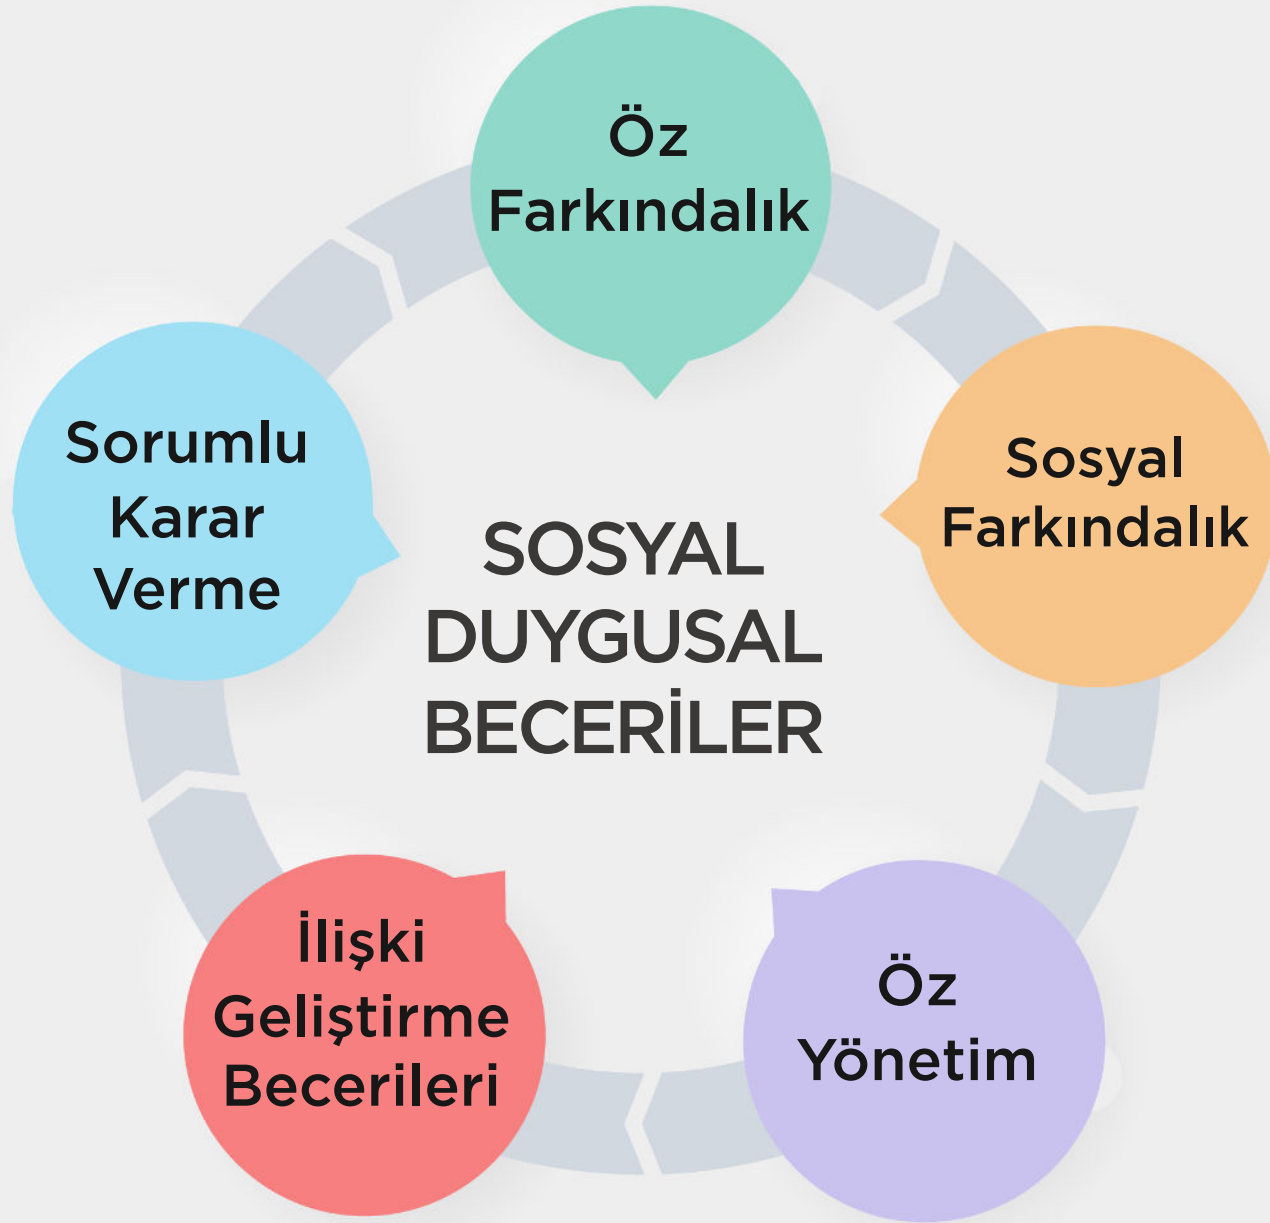 Öz
Farkındalık
Sosyal
Farkındalık
Sorumlu
Karar
Verme
SOSYAL
DUYGUSAL
BECERİLER
İlişki
Geliştirme
Becerileri
Öz
Yönetim